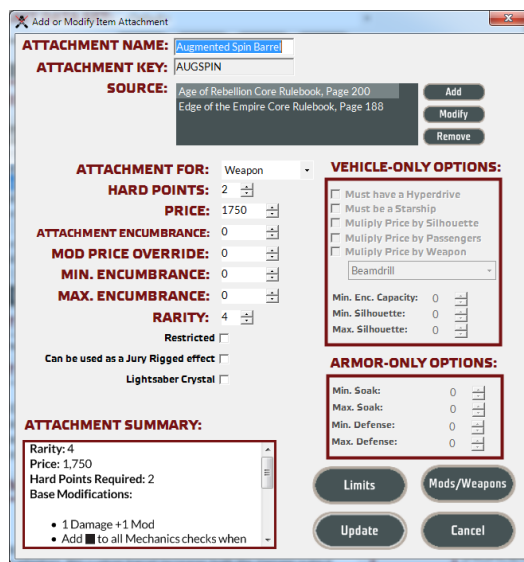 Add or Modify Item Attachment
ATTACHMENT NAME: Augmented Spin Barrel
ATTACHMENT KEY: AUGSPIN
SOURCE:
Age of Rebellion Core Rulebook, Page 200
Edge of the Empire Core Rulebook, Page 188
Add
Modify
Remove
ATTACHMENT FOR: Weapon
HARD POINTS: 2
PRICE: 1750
ATTACHMENT ENCUMBRANCE: 0
MOD PRICE OVERRIDE: 0
MIN. ENCUMBRANCE: 0
MAX. ENCUMBRANCE: 0
RARITY: 4
Restricted
Can be used as a Jury Rigged effect
Lightsaber Crystal
VEHICLE-ONLY OPTIONS:
Must have a Hyperdrive
Must be a Starship
Muliply Price by Silhouette
Muliply Price by Passengers
Muliply Price by Weapon
Beamdrill
Min. Enc. Capacity: 0
Min. Silhouette: 0
Max. Silhouette: 0
ARMOR-ONLY OPTIONS:
Min. Soak: 0
Max. Soak: 0
Min. Defense: 0
Max. Defense: 0
ATTACHMENT SUMMARY:
Rarity: 4
Price: 1,750
Hard Points Required: 2
Base Modifications:
• 1 Damage +1 Mod
• Add ■ to all Mechanics checks when
Limits
Mods/Weapons
Update
Cancel